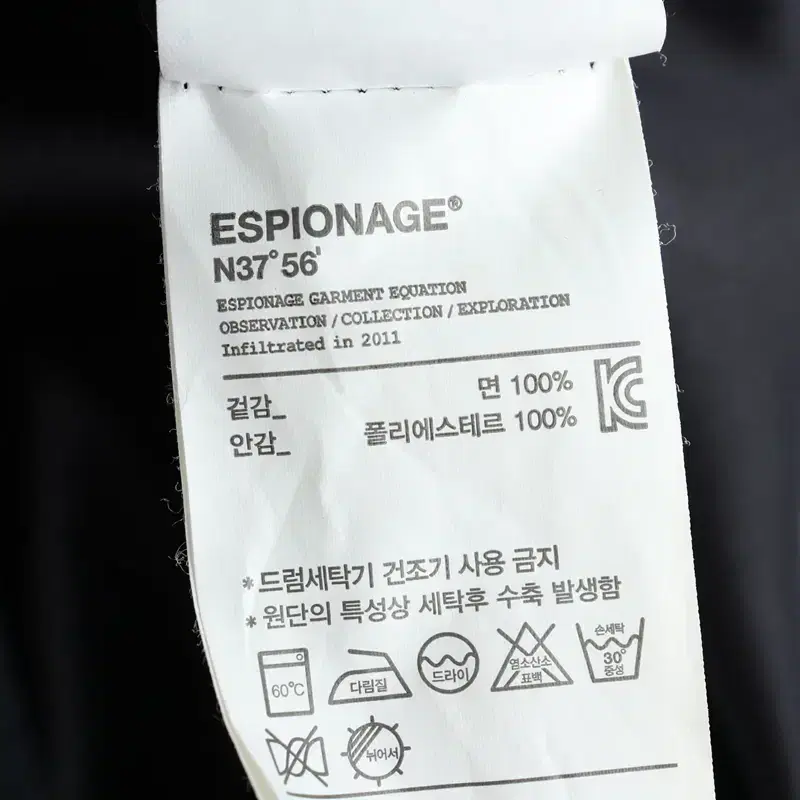 ESPIONAGE®
N37°56'
ESPIONAGE GARMENT EQUATION
OBSERVATION / COLLECTION / EXPLORATION
Infiltrated in 2011
겉감_ 면 100%
안감_ 폴리에스테르 100%
KC
*드럼세탁기 건조기 사용 금지
*원단의 특성상 세탁후 수축 발생함
60℃
다림질
드라이
염소산소
표백
손세탁
30°
중성
뉘어서